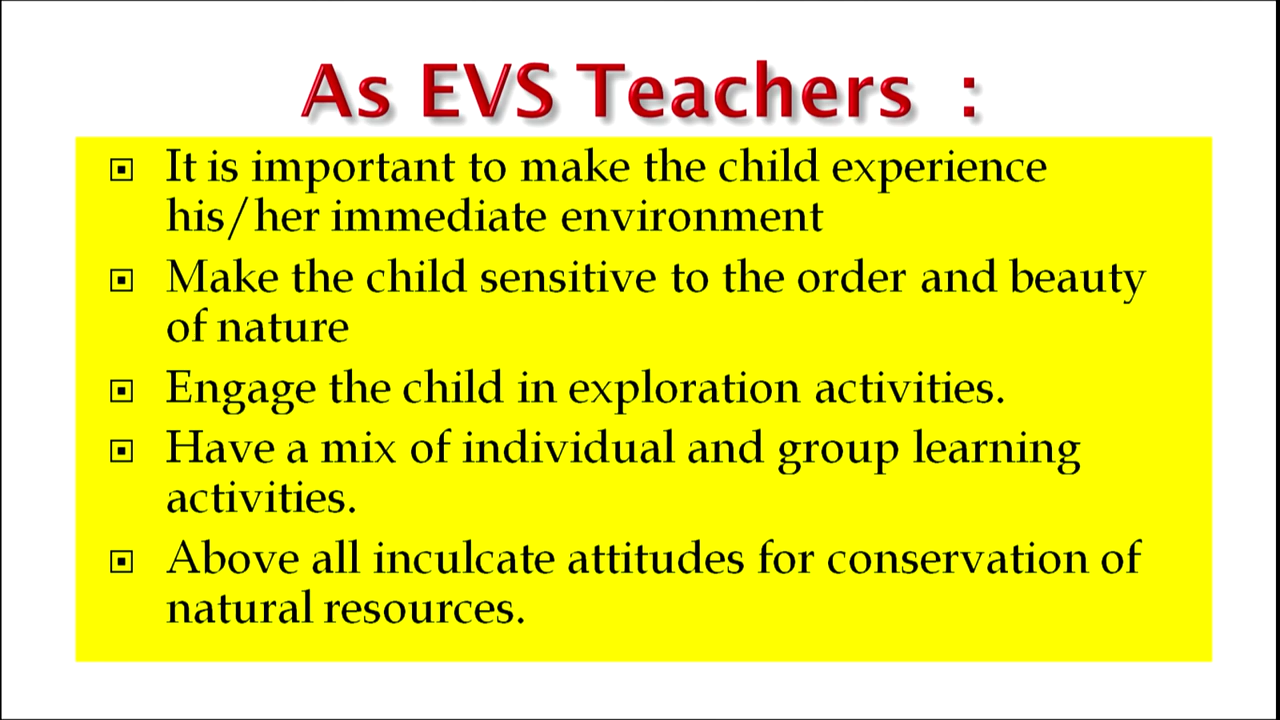 As EVS Teachers :
It is important to make the child experience
his/her immediate environment
Make the child sensitive to the order and beauty
of nature
Engage the child in exploration activities.
Have a mix of individual and group learning
activities.
Above all inculcate attitudes for conservation of
natural resources.